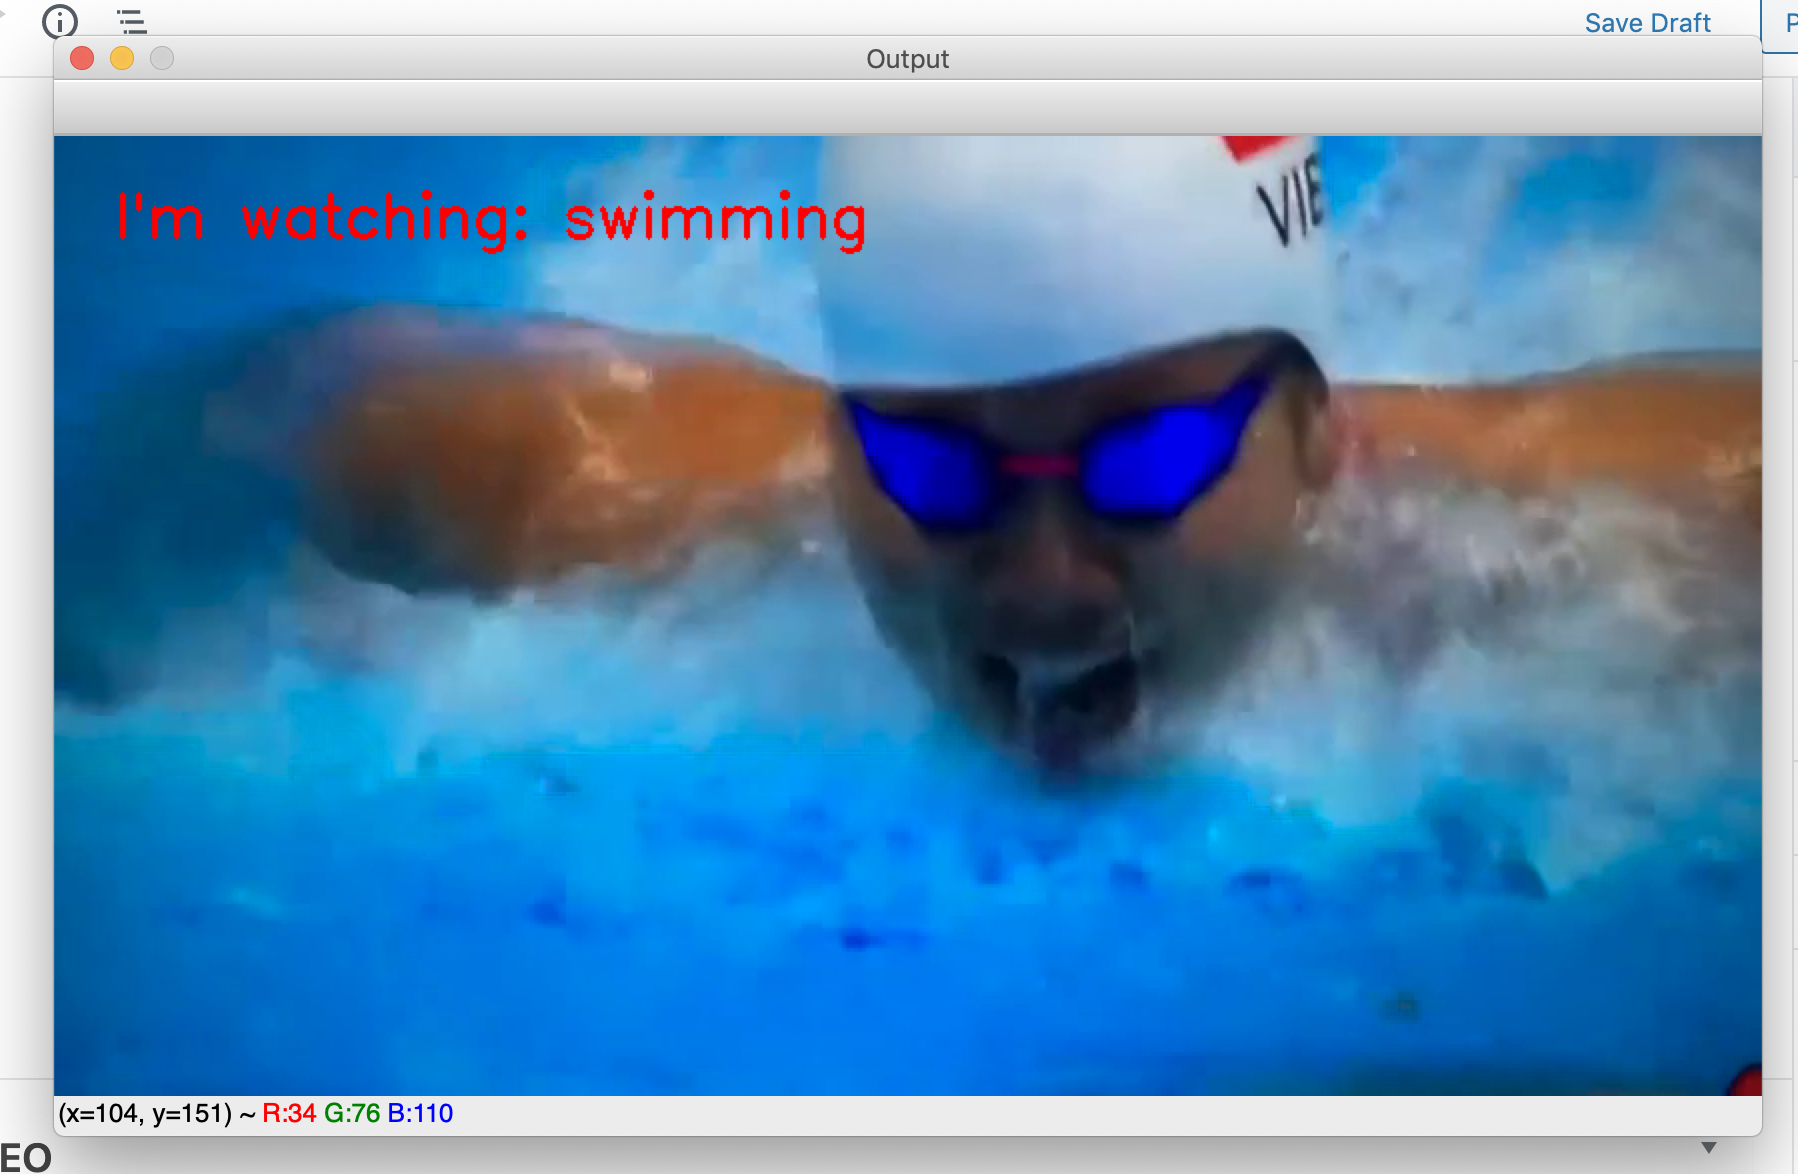 Save Draft
P
Output
VIE
I'm watching: swimming
(x=104, y=151) ~ R:34 G:76 B:110
EO